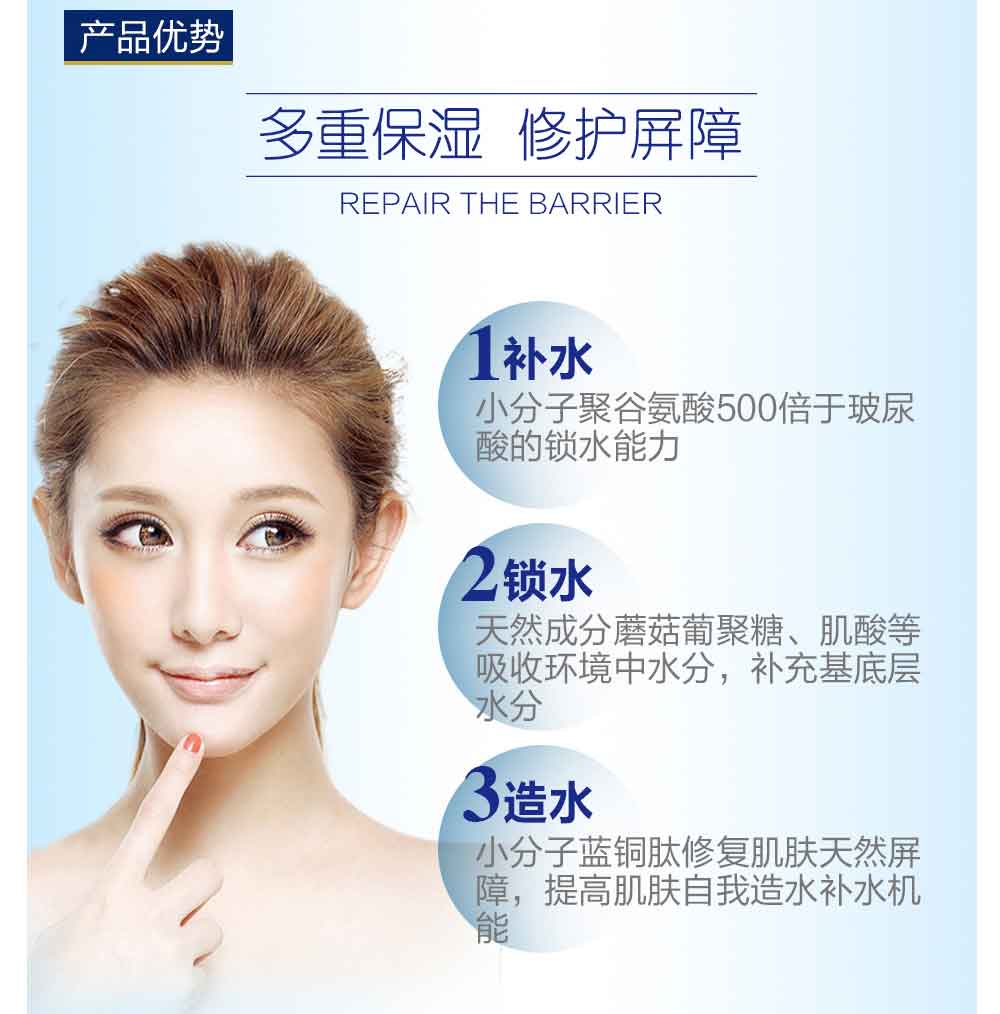 产品优势
多重保湿 修护屏障
REPAIR THE BARRIER
1补水
小分子聚谷氨酸500倍于玻尿
酸的锁水能力
2锁水
天然成分蘑菇葡聚糖、肌酸等
吸收环境中水分，补充基底层
水分
3造水
小分子蓝铜肽修复肌肤天然屏
障，提高肌肤自我造水补水机
能